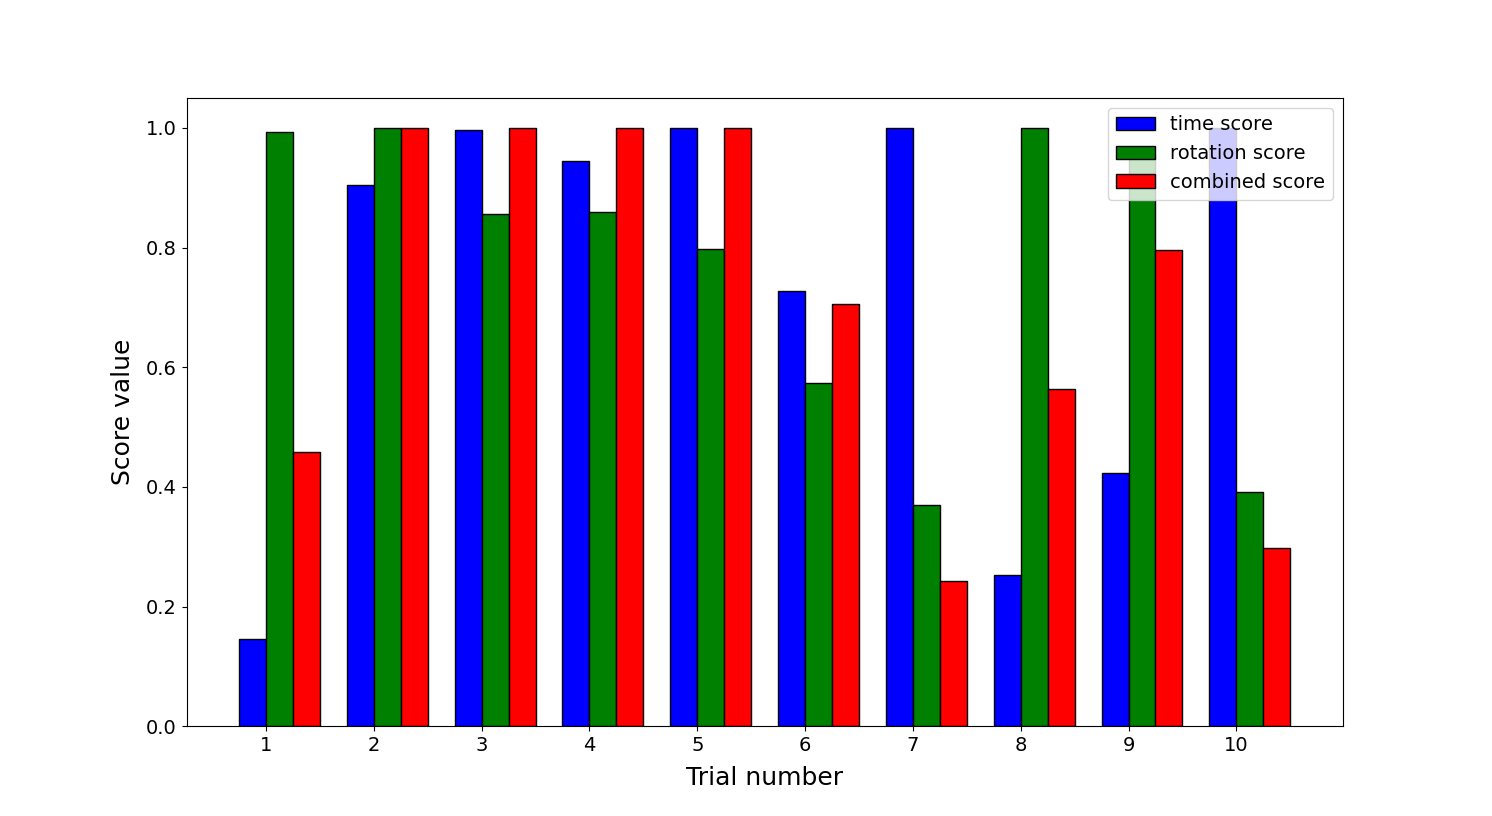 time score
rotation score
combined score
1.0
0.8
0.6
0.4
0.2
0.0
Score value
1 2 3 4 5 6 7 8 9 10
Trial number